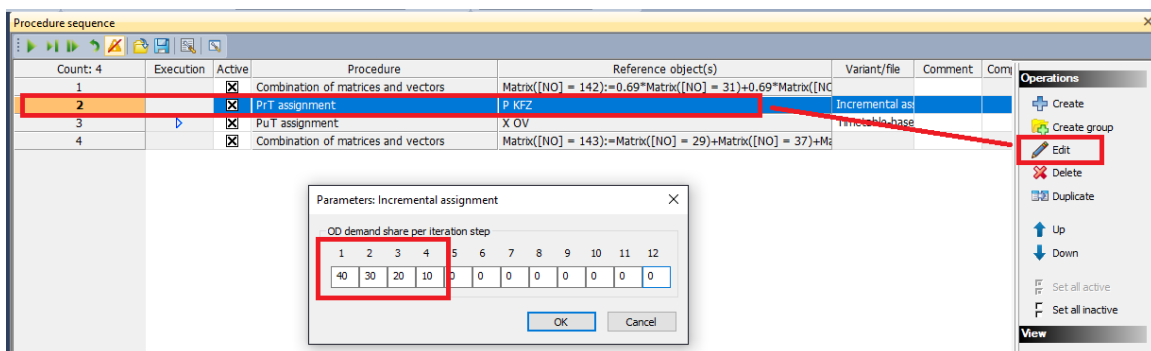 Procedure sequence
Count: 4 Execution Active Procedure Reference object(s) Variant/file Comment Com
1 Combination of matrices and vectors Matrix([NO] = 142):=0.69*Matrix([NO] = 31)+0.69*Matrix([NO
2 PrT assignment P KFZ Incremental as
3 PuT assignment X OV Timetable-base
4 Combination of matrices and vectors Matrix([NO] = 143):=Matrix([NO] = 29)+Matrix([NO] = 37)+Ma
Operations
Create
Create group
Edit
Delete
Duplicate
Up
Down
Set all active
Set all inactive
View
Parameters: Incremental assignment
OD demand share per iteration step
1 2 3 4 5 6 7 8 9 10 11 12
40 30 20 10 0 0 0 0 0 0 0 0
OK Cancel